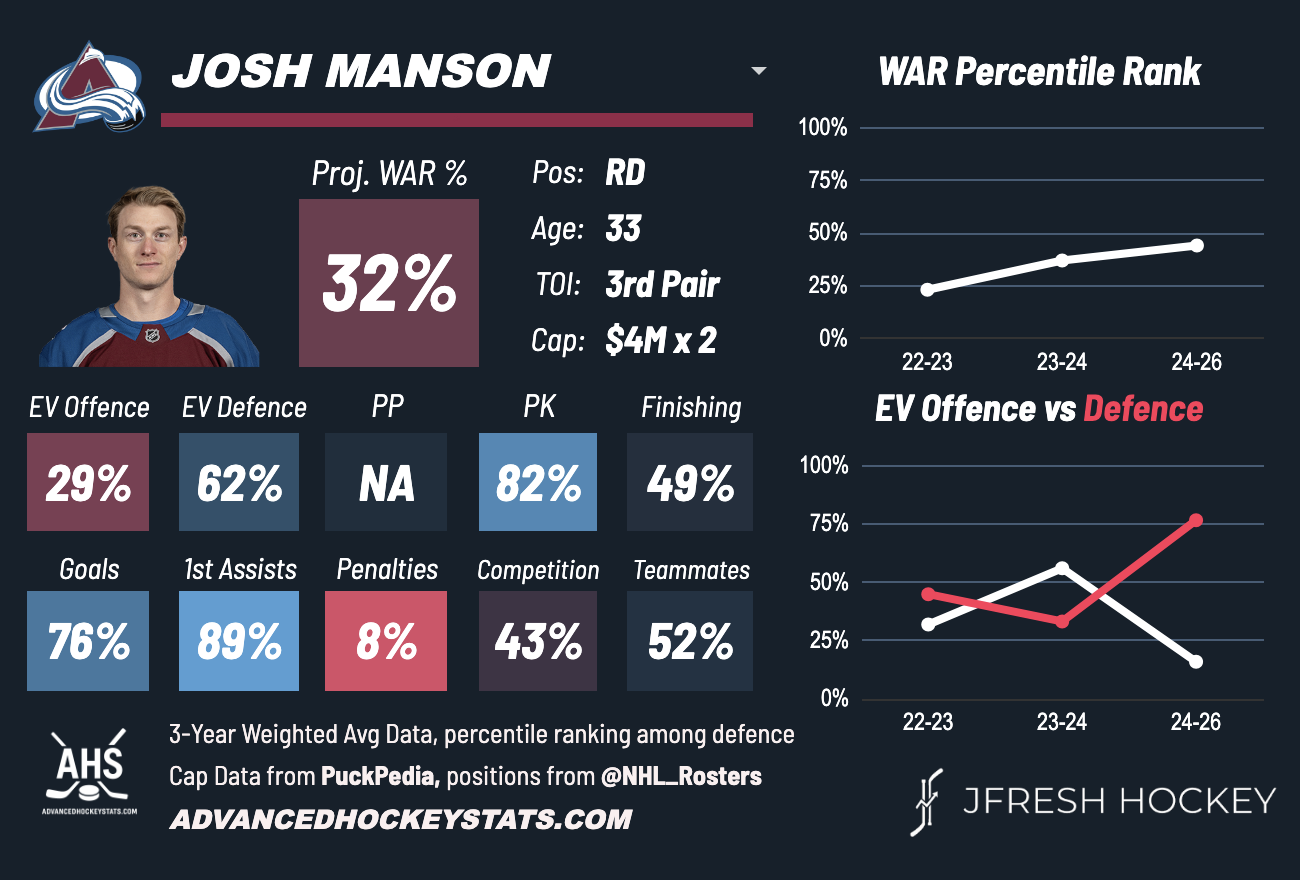 JOSH MANSON
Proj. WAR %
32%
Pos: RD
Age: 33
TOI: 3rd Pair
Cap: $4M x 2
EV Offence EV Defence PP PK Finishing
29% 62% NA 82% 49%
Goals 1st Assists Penalties Competition Teammates
76% 89% 8% 43% 52%
WAR Percentile Rank
100%
75%
50%
25%
0%
22-23 23-24 24-26
EV Offence vs Defence
100%
75%
50%
25%
0%
22-23 23-24 24-26
AHS
ADVANCEDHOCKEYSTATS.COM
3-Year Weighted Avg Data, percentile ranking among defence
Cap Data from PuckPedia, positions from @NHL_Rosters
ADVANCEDHOCKEYSTATS.COM
JFRESH HOCKEY